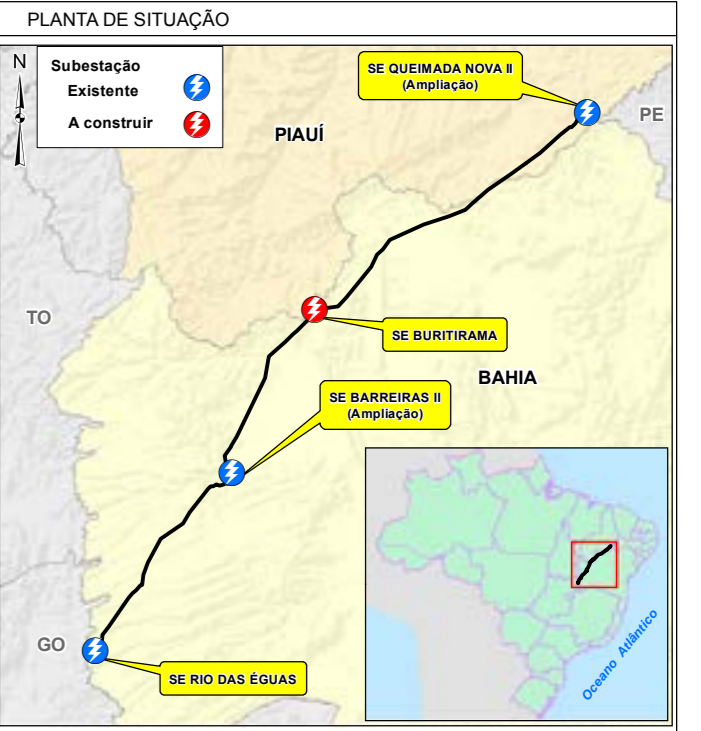 PLANTA DE SITUAÇÃO
N
Subestação
Existente
A construir
SE QUEIMADA NOVA II
(Ampliação)
PE
PIAUÍ
TO
SE BURITIRAMA
BAHIA
SE BARREIRAS II
(Ampliação)
GO
SE RIO DAS ÉGUAS
Oceano Atlântico